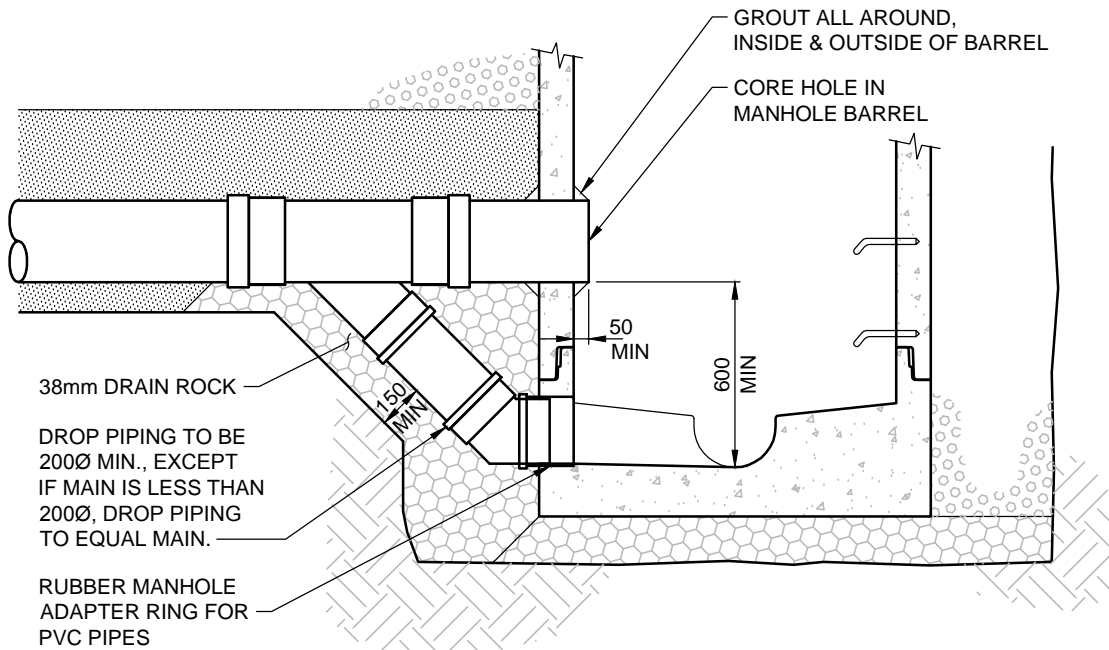 GROUT ALL AROUND,
INSIDE & OUTSIDE OF BARREL
CORE HOLE IN
MANHOLE BARREL
50
MIN
600
MIN
38mm DRAIN ROCK
150
MIN
DROP PIPING TO BE
200Ø MIN., EXCEPT
IF MAIN IS LESS THAN
200Ø, DROP PIPING
TO EQUAL MAIN.
RUBBER MANHOLE
ADAPTER RING FOR
PVC PIPES